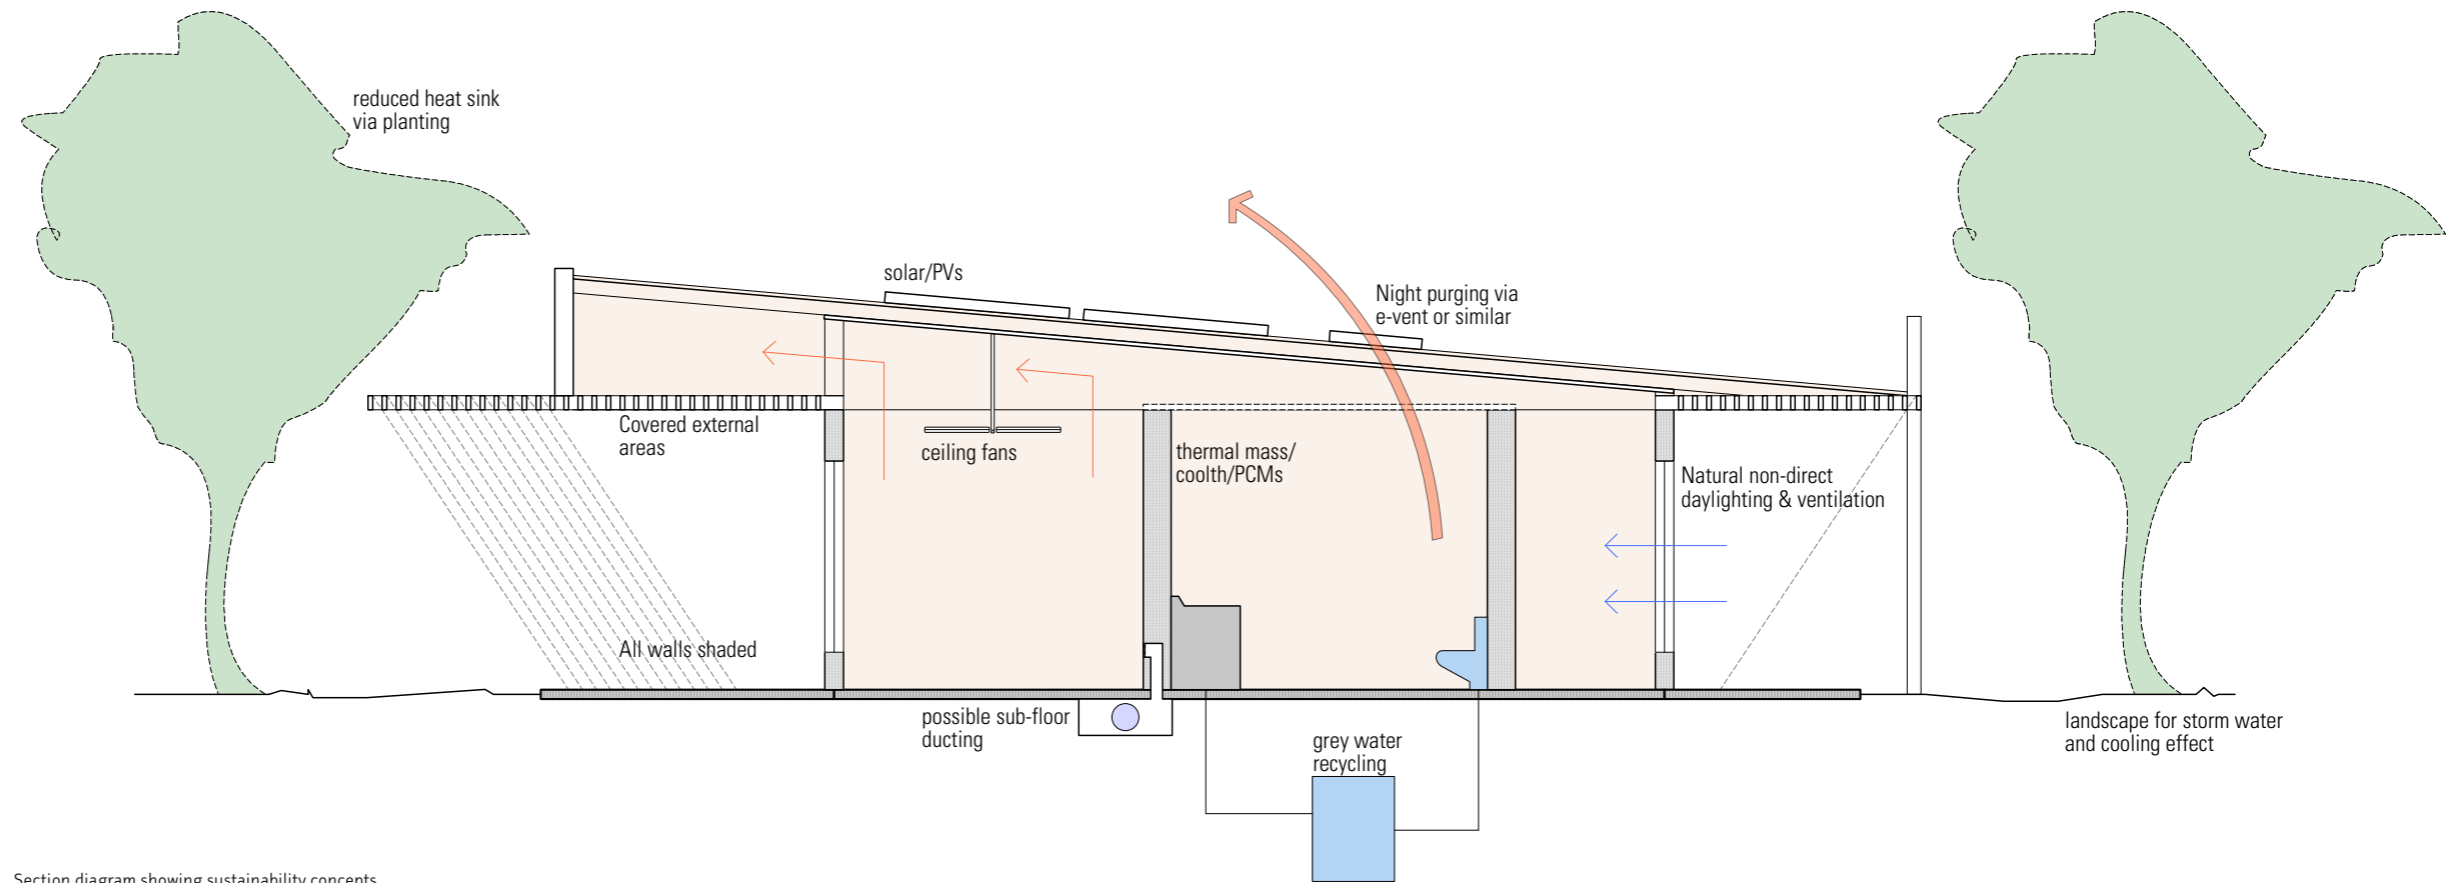 reduced heat sink
via planting
solar/PVs
Night purging via
e-vent or similar
Covered external
areas
ceiling fans
thermal mass/
coolth/PCMs
Natural non-direct
daylighting & ventilation
All walls shaded
possible sub-floor
ducting
grey water
recycling
landscape for storm water
and cooling effect
Section diagram showing sustainability concepts